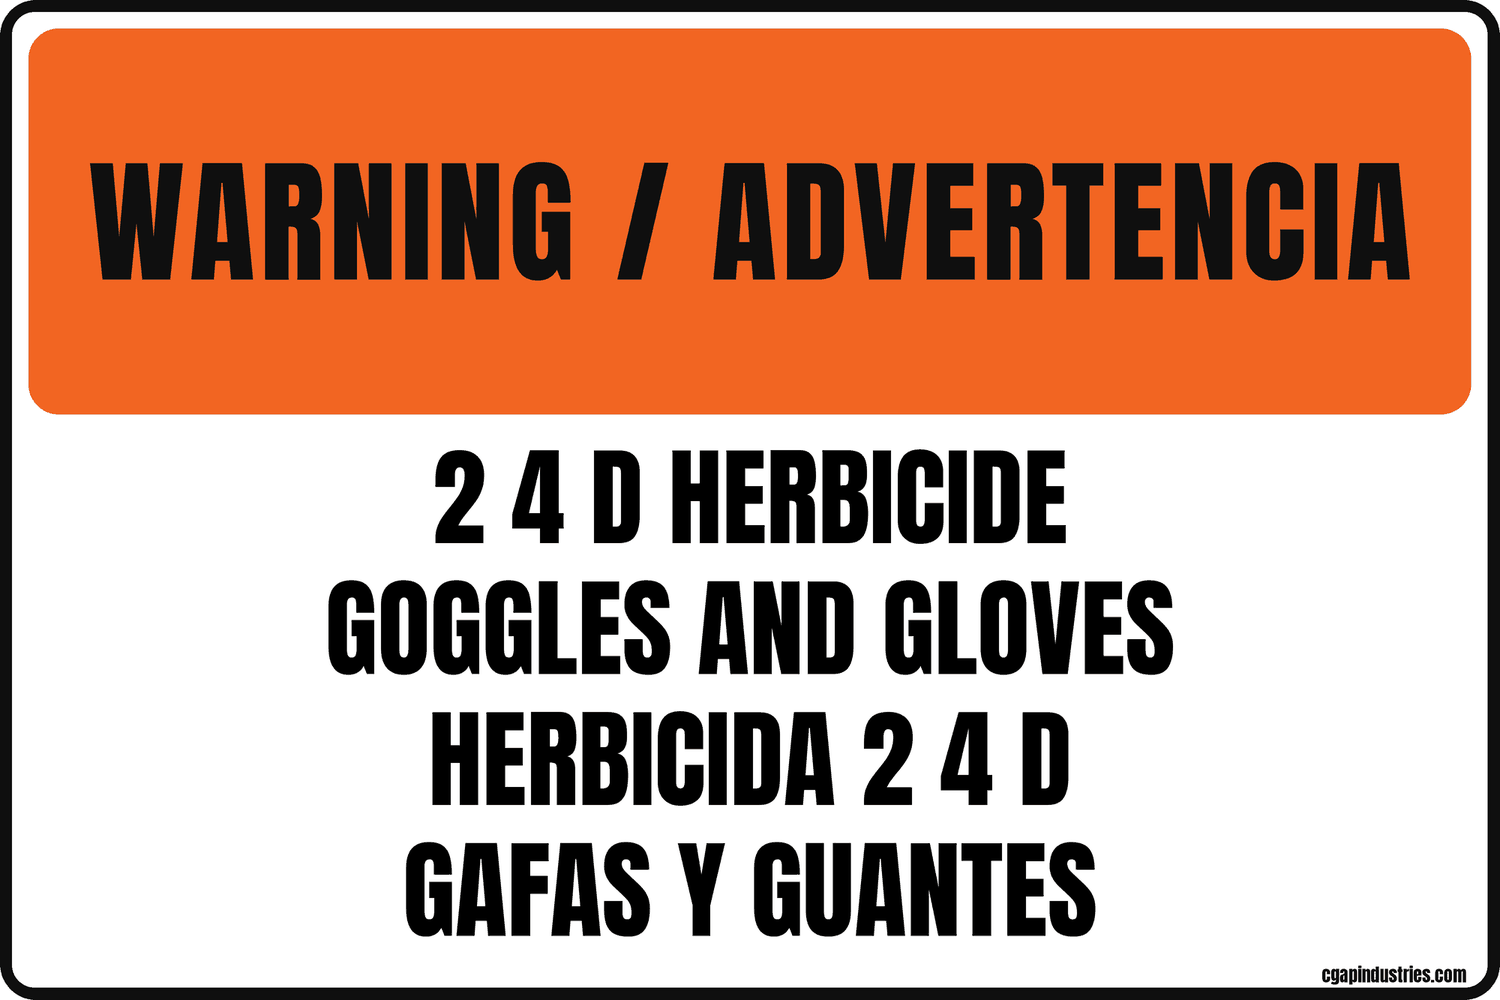 WARNING / ADVERTENCIA
2 4 D HERBICIDE
GOGGLES AND GLOVES
HERBICIDA 2 4 D
GAFAS Y GUANTES
cgapindustries.com